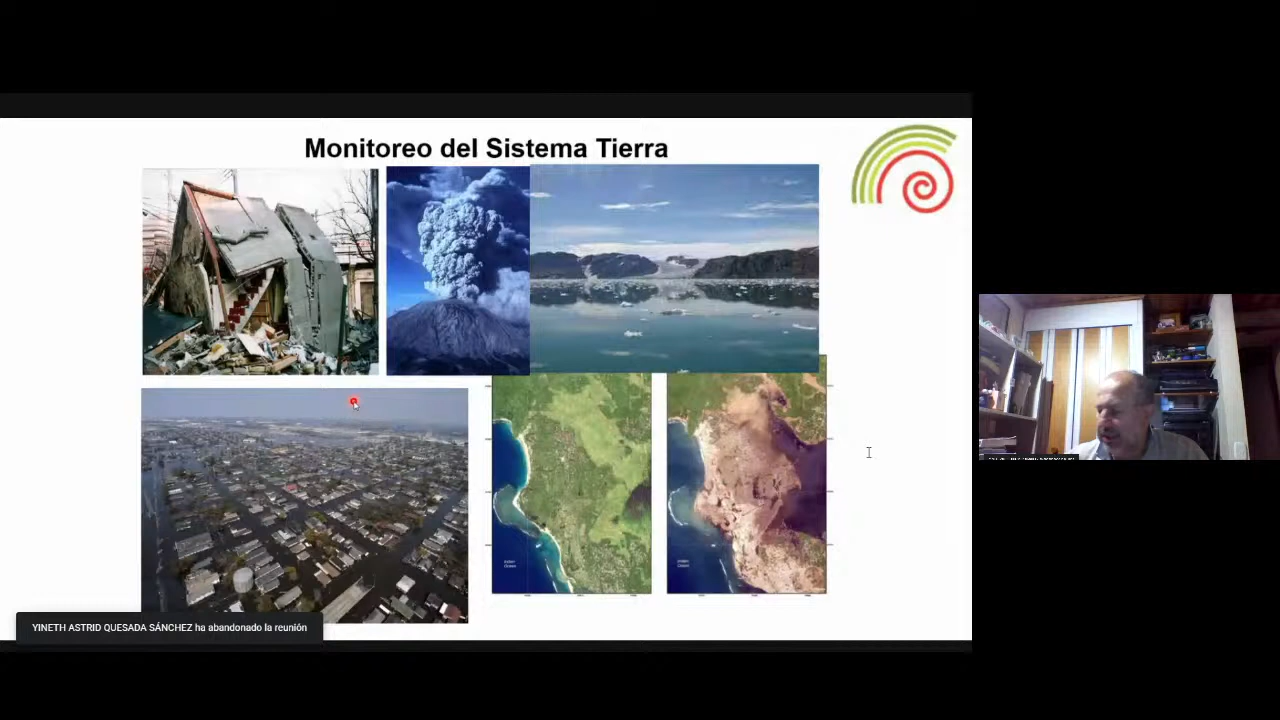 Monitoreo del Sistema Tierra
YINETH ASTRID QUESADA SÁNCHEZ ha abandonado la reunión